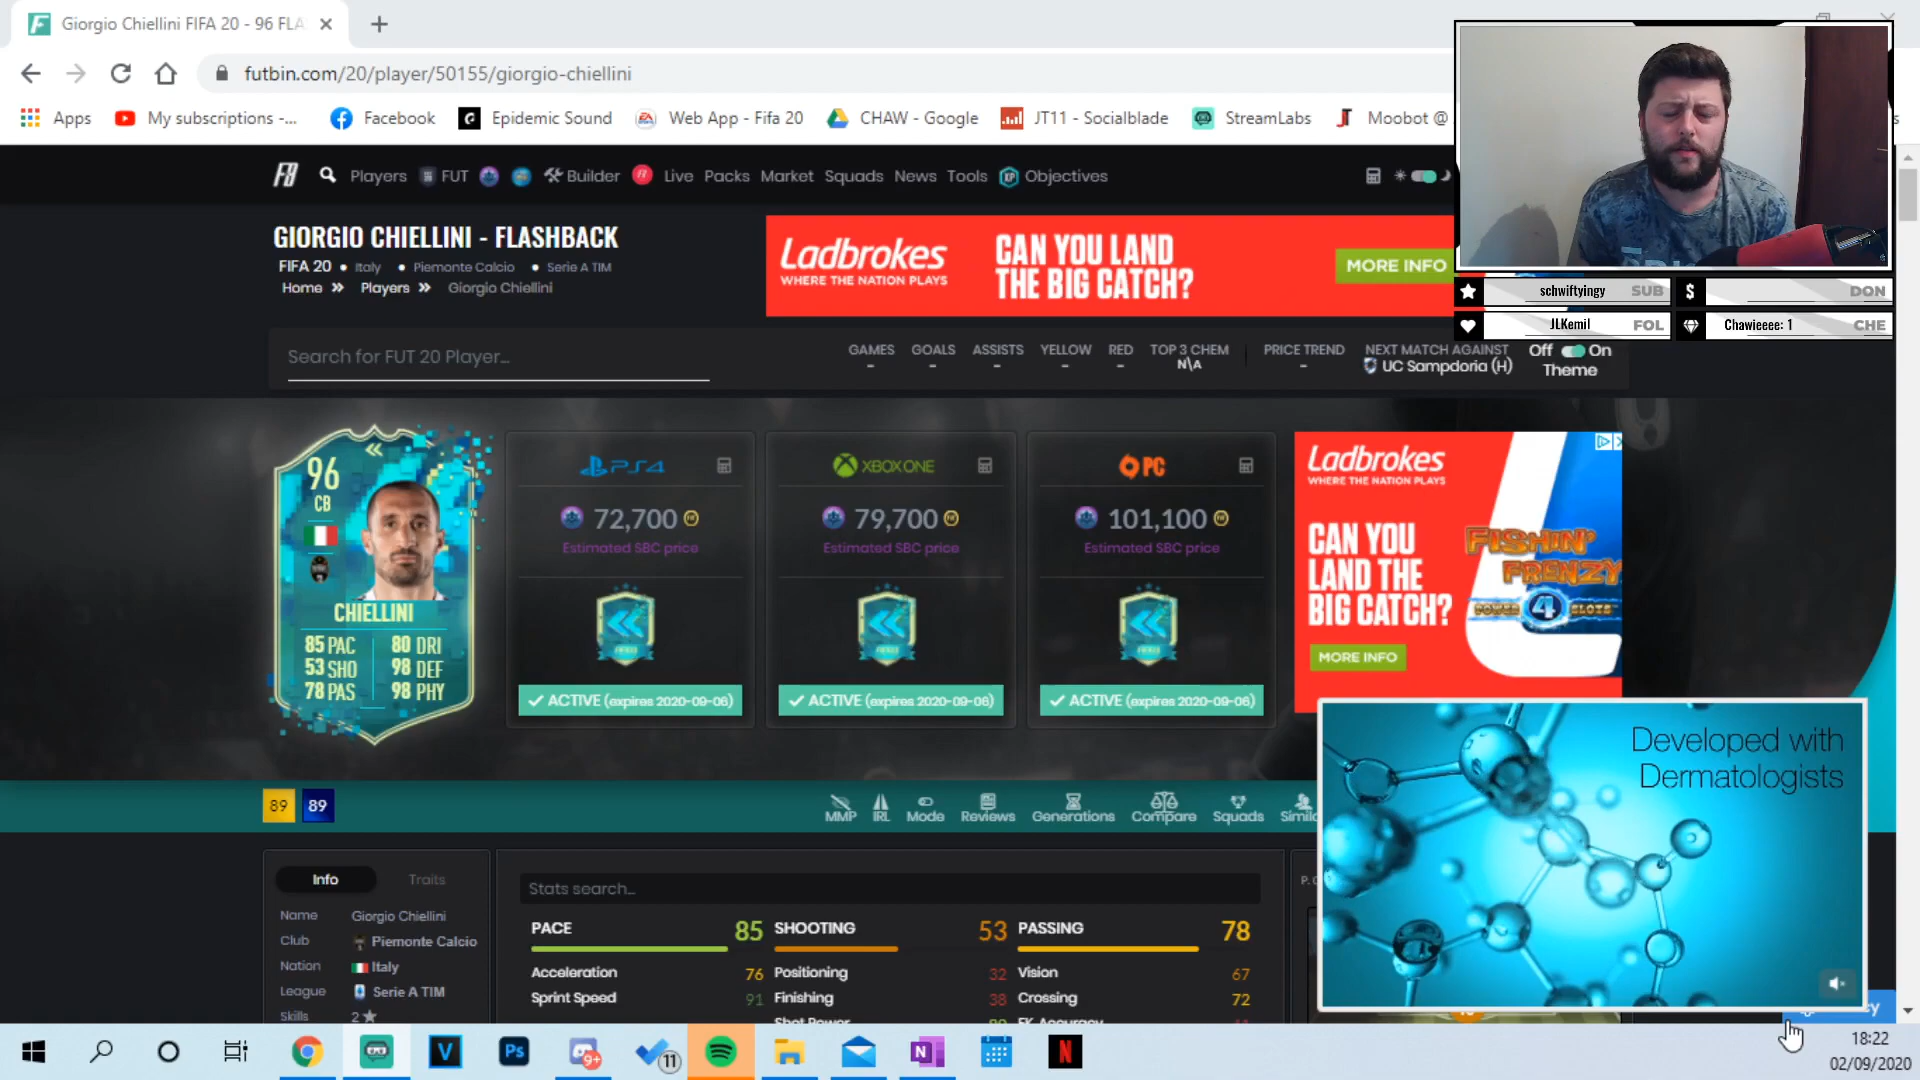 Giorgio Chiellini FIFA 20 - 96 FLA
futbin.com/20/player/50155/giorgio-chiellini
Apps
My subscriptions -...
Facebook
Epidemic Sound
Web App - Fifa 20
CHAW - Google
JT11 - Socialblade
StreamLabs
Moobot @
Players FUT Builder Live Packs Market Squads News Tools Objectives
GIORGIO CHIELLINI - FLASHBACK
FIFA 20 • Italy • Piemonte Calcio • Serie A TIM
Home » Players » Giorgio Chiellini
Ladbrokes
WHERE THE NATION PLAYS
CAN YOU LAND
THE BIG CATCH?
MORE INFO
schwiftyingy SUB
$ DON
JLKemil FOL
Chawieeee: 1 CHE
Search for FUT 20 Player...
GAMES
-
GOALS
-
ASSISTS
-
YELLOW
-
RED
-
TOP 3 CHEM
N\A
PRICE TREND
-
NEXT MATCH AGAINST
UC Sampdoria (H)
Off On
Theme
96
CB
CHIELLINI
85 PAC 80 DRI
53 SHO 98 DEF
78 PAS 98 PHY
PS4
72,700
Estimated SBC price
ACTIVE (expires 2020-09-06)
XBOX ONE
79,700
Estimated SBC price
ACTIVE (expires 2020-09-06)
PC
101,100
Estimated SBC price
ACTIVE (expires 2020-09-06)
Ladbrokes
WHERE THE NATION PLAYS
CAN YOU
LAND THE
BIG CATCH?
MORE INFO
FISHIN'
FRENZY
POWER 4 SLOTS
Developed with
Dermatologists
89 89
MMP IRL Mode Reviews Generations Compare Squads Simil
Info Traits
Name Giorgio Chiellini
Club Piemonte Calcio
Nation Italy
League Serie A TIM
Skills 2★
Stats search...
PACE 85
Acceleration 76
Sprint Speed 91
SHOOTING 53
Positioning 32
Finishing 38
Shot Power
PASSING 78
Vision 67
Crossing 72
FK Accuracy
V
Ps
9+
11
N
N
18:22
02/09/2020